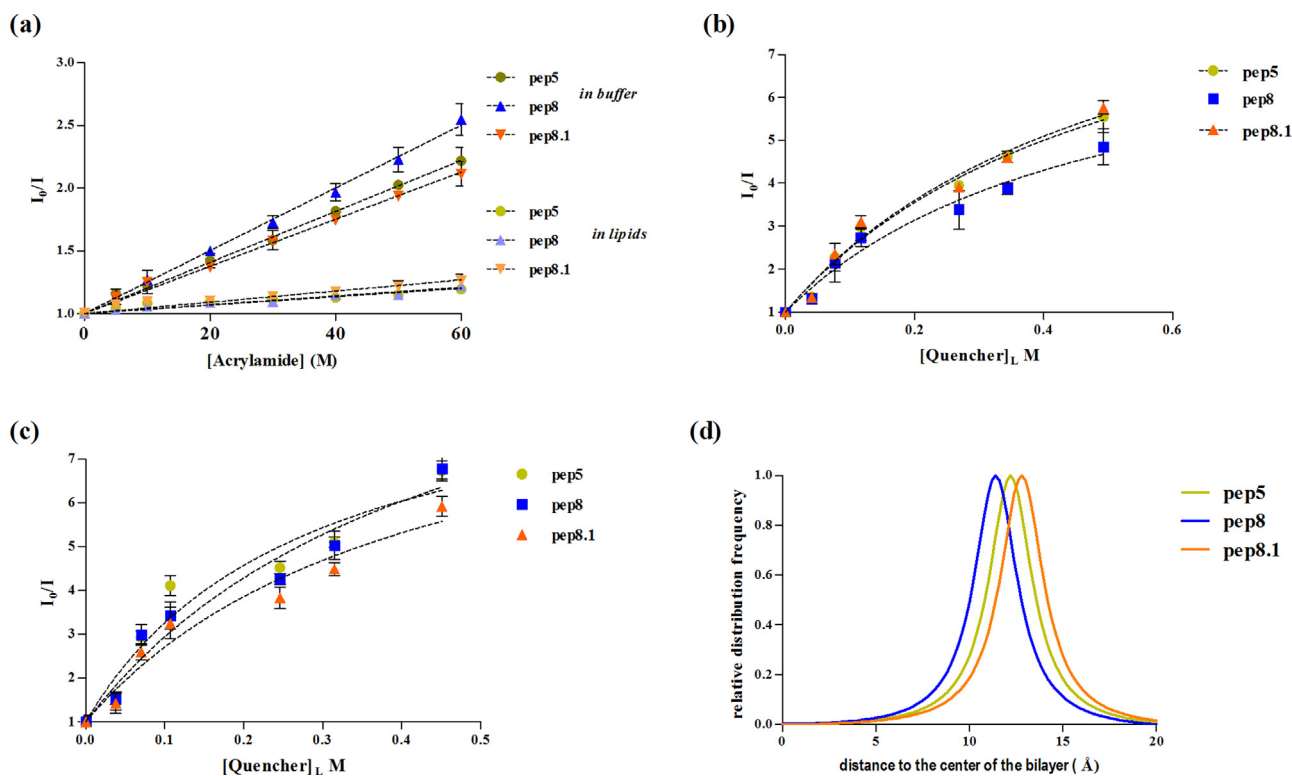 (a)
3.0
2.5
2.0
1.5
1.0
I0/I
0
20
40
60
[Acrylamide] (M)
pep5
pep8
pep8.1
in buffer
pep5
pep8
pep8.1
in lipids
(b)
7
6
5
4
3
2
1
I0/I
0.0
0.2
0.4
0.6
[Quencher]L M
pep5
pep8
pep8.1
(c)
7
6
5
4
3
2
1
I0/I
0.0
0.1
0.2
0.3
0.4
0.5
[Quencher]L M
pep5
pep8
pep8.1
(d)
1.0
0.8
0.6
0.4
0.2
0.0
relative distribution frequency
0
5
10
15
20
distance to the center of the bilayer ( Å)
pep5
pep8
pep8.1